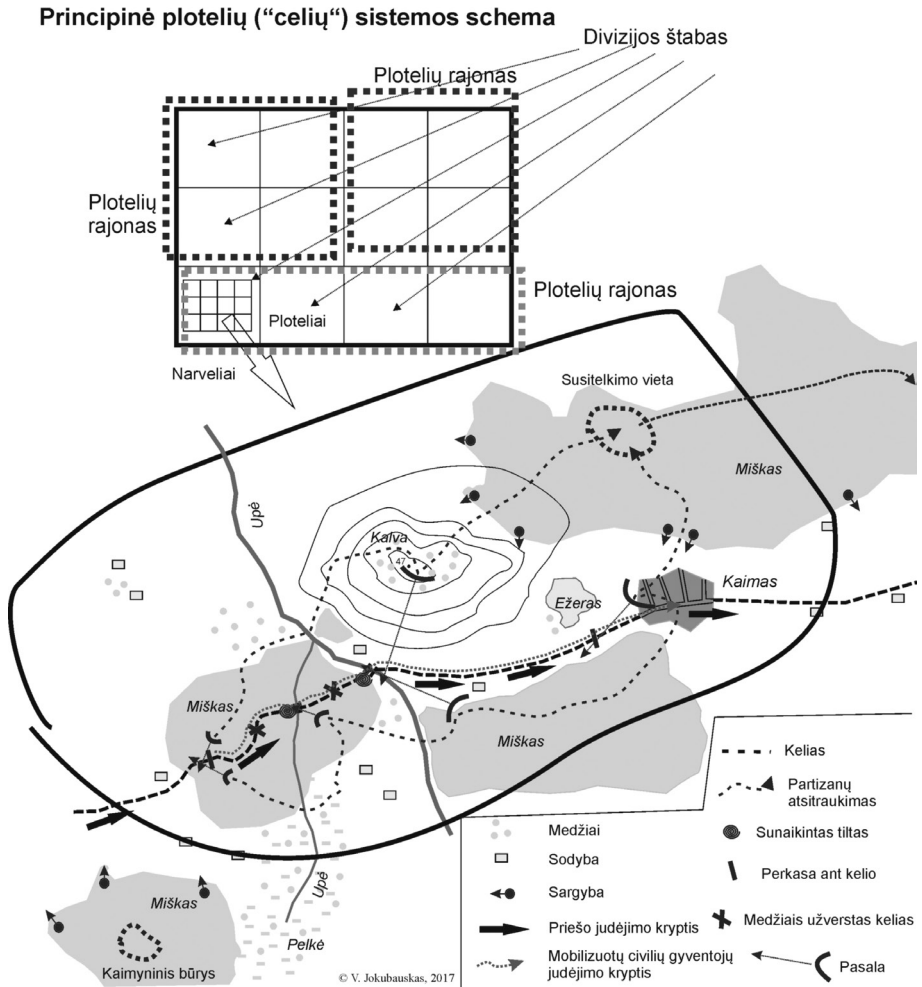 Principinė plotelių (“celių“) sistemos schema
Divizijos štabas
Plotelių rajonas
Plotelių
rajonas
Plotelių rajonas
Ploteliai
Narveliai
Susitelkimo vieta
Miškas
Upė
Kalva
47
Ežeras
Kaimas
Miškas
Miškas
Upė
Pelkė
Miškas
Kaimyninis būrys
© V. Jokubauskas, 2017
Medžiai
Sodyba
Sargyba
Priešo judėjimo kryptis
Mobilizuotų civilių gyventojų
judėjimo kryptis
Kelias
Partizanų
atsitraukimas
Sunaikintas tiltas
Perkasa ant kelio
Medžiais užverstas kelias
Pasala